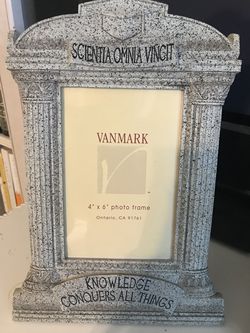 SCIENTIA OMNIA VINCIT
VANMARK
4" x 6" photo frame
Ontario, CA 91761
KNOWLEDGE
CONQUERS ALL THINGS